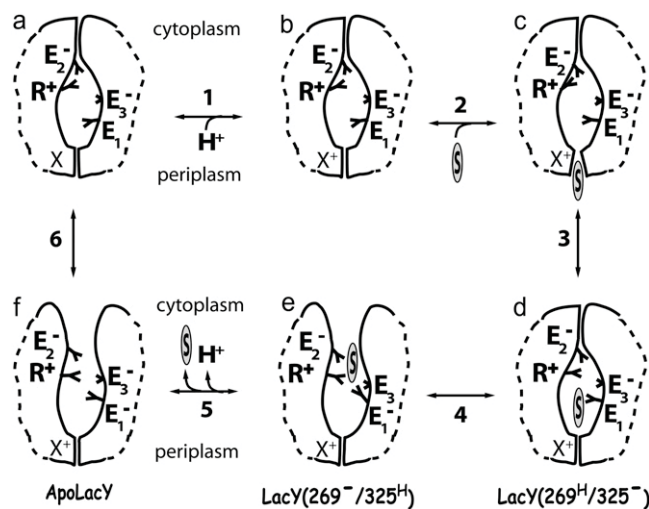 a
cytoplasm
b
c
E₂⁻
E₂⁻
E₂⁻
R⁺
1
R⁺
2
R⁺
E₃⁻
E₃⁻
E₃⁻
E₁
H⁺
E₁
E₁
X
periplasm
X⁺
S
X⁺
S
6
3
f
cytoplasm
e
d
E₂⁻
S
H⁺
E₂⁻
S
E₂⁻
R⁺
R⁺
R⁺
E₃⁻
5
E₃⁻
4
S
E₃⁻
E₁⁻
E₁⁻
E₁
X⁺
periplasm
X⁺
X⁺
ApoLacY
LacY(269⁻/325ᴴ)
LacY(269ᴴ/325⁻)